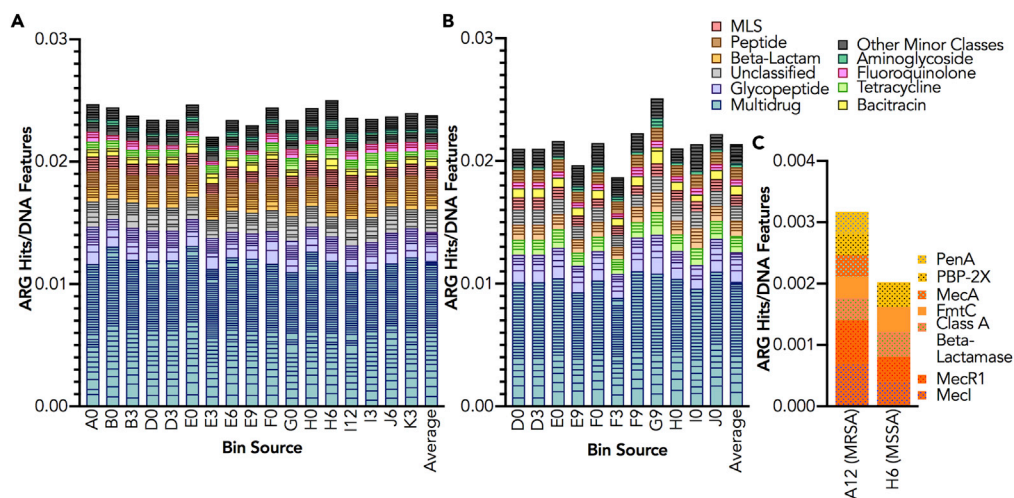 A
ARG Hits/DNA Features
0.03
0.02
0.01
0.00
A0
B0
B3
D0
D3
E0
E3
E6
E9
F0
G0
H0
H6
I12
I3
J6
K3
Average
Bin Source
B
ARG Hits/DNA Features
0.03
0.02
0.01
0.00
D0
D3
E0
E9
F0
F3
F9
G9
H0
I0
J0
Average
Bin Source
MLS
Peptide
Beta-Lactam
Unclassified
Glycopeptide
Multidrug
Other Minor Classes
Aminoglycoside
Fluoroquinolone
Tetracycline
Bacitracin
C
ARG Hits/DNA Features
0.004
0.003
0.002
0.001
0.000
A12 (MRSA)
H6 (MSSA)
PenA
PBP-2X
MecA
FmtC
Class A
Beta-
Lactamase
MecR1
MecI